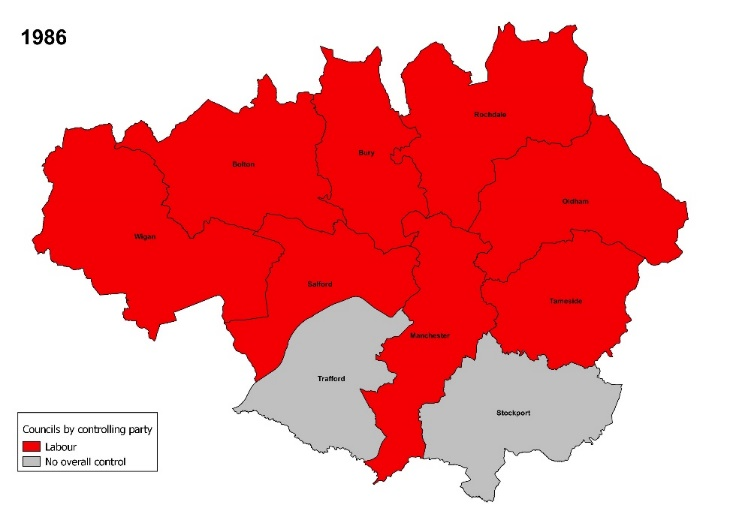 1986
Rochdale
Bury
Bolton
Oldham
Wigan
Salford
Tameside
Manchester
Trafford
Stockport
Councils by controlling party
Labour
No overall control